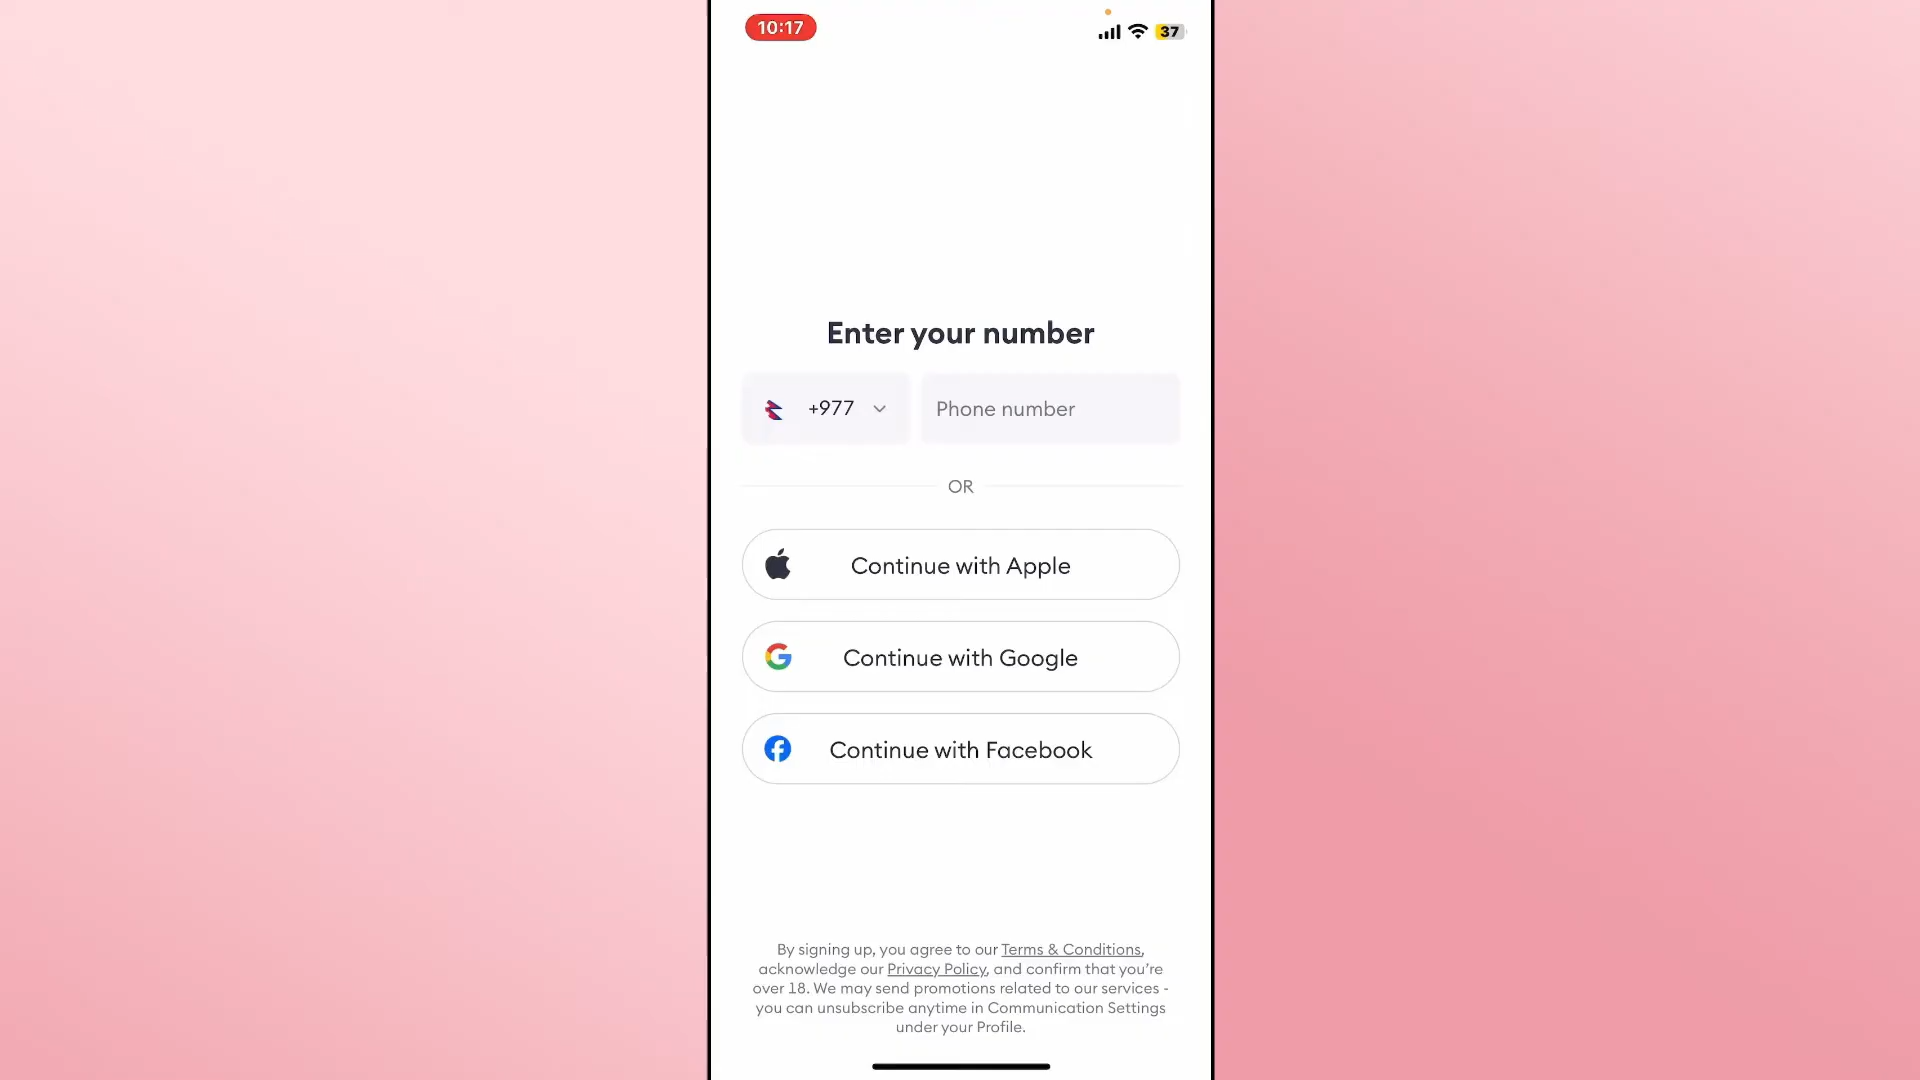 10:17
37
Enter your number
+977
Phone number
OR
Continue with Apple
Continue with Google
Continue with Facebook
By signing up, you agree to our Terms & Conditions,
acknowledge our Privacy Policy, and confirm that you're
over 18. We may send promotions related to our services -
you can unsubscribe anytime in Communication Settings
under your Profile.